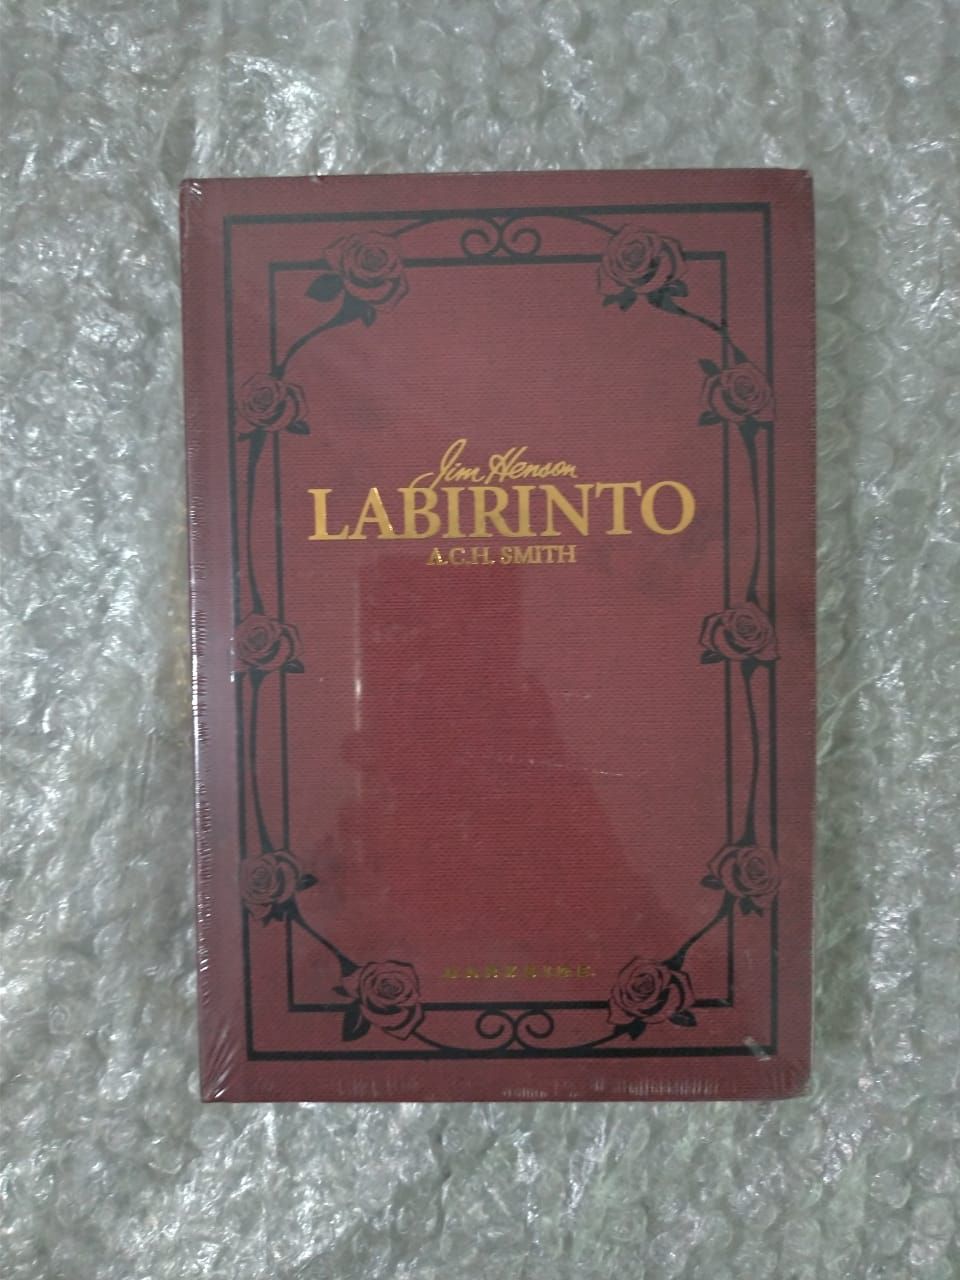 Jim Henson
LABIRINTO
A.C.H. SMITH
DARKSIDE